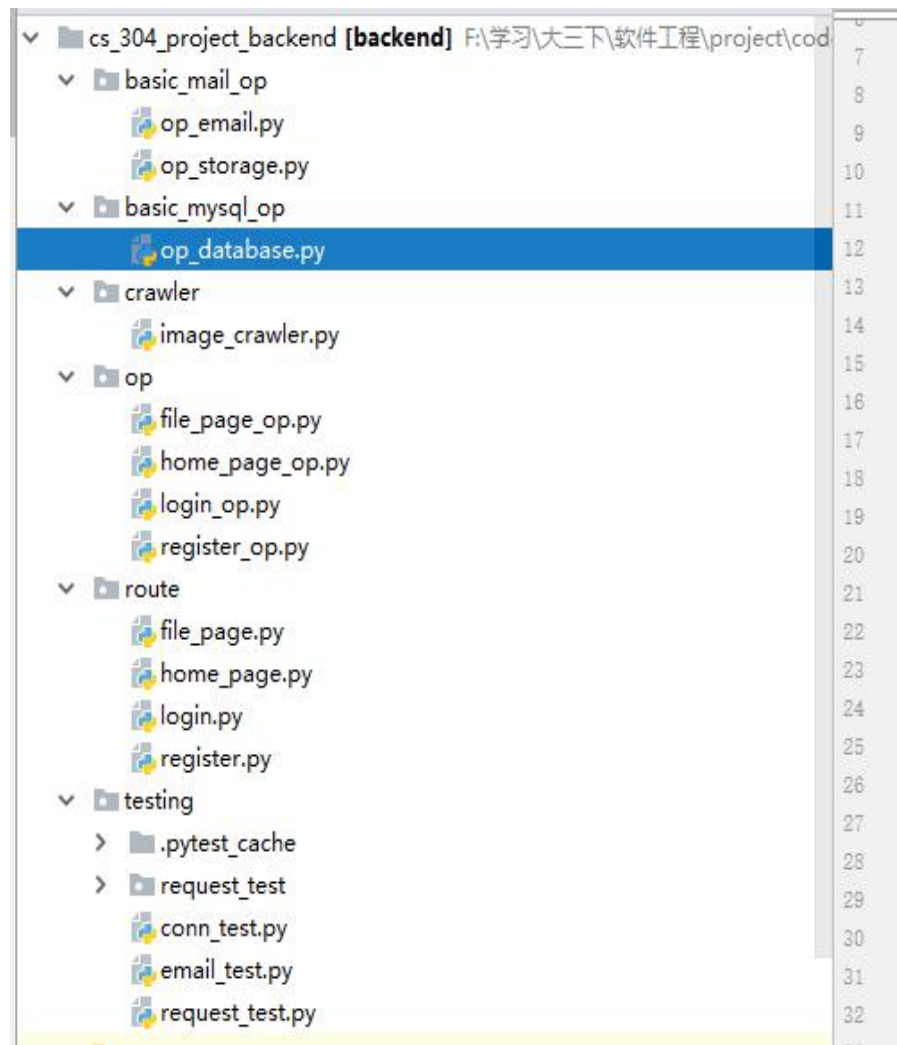 cs_304_project_backend [backend] F:\学习\大三下\软件工程\project\cod
basic_mail_op
op_email.py
op_storage.py
basic_mysql_op
op_database.py
crawler
image_crawler.py
op
file_page_op.py
home_page_op.py
login_op.py
register_op.py
route
file_page.py
home_page.py
login.py
register.py
testing
.pytest_cache
request_test
conn_test.py
email_test.py
request_test.py
7
8
9
10
11
12
13
14
15
16
17
18
19
20
21
22
23
24
25
26
27
28
29
30
31
32